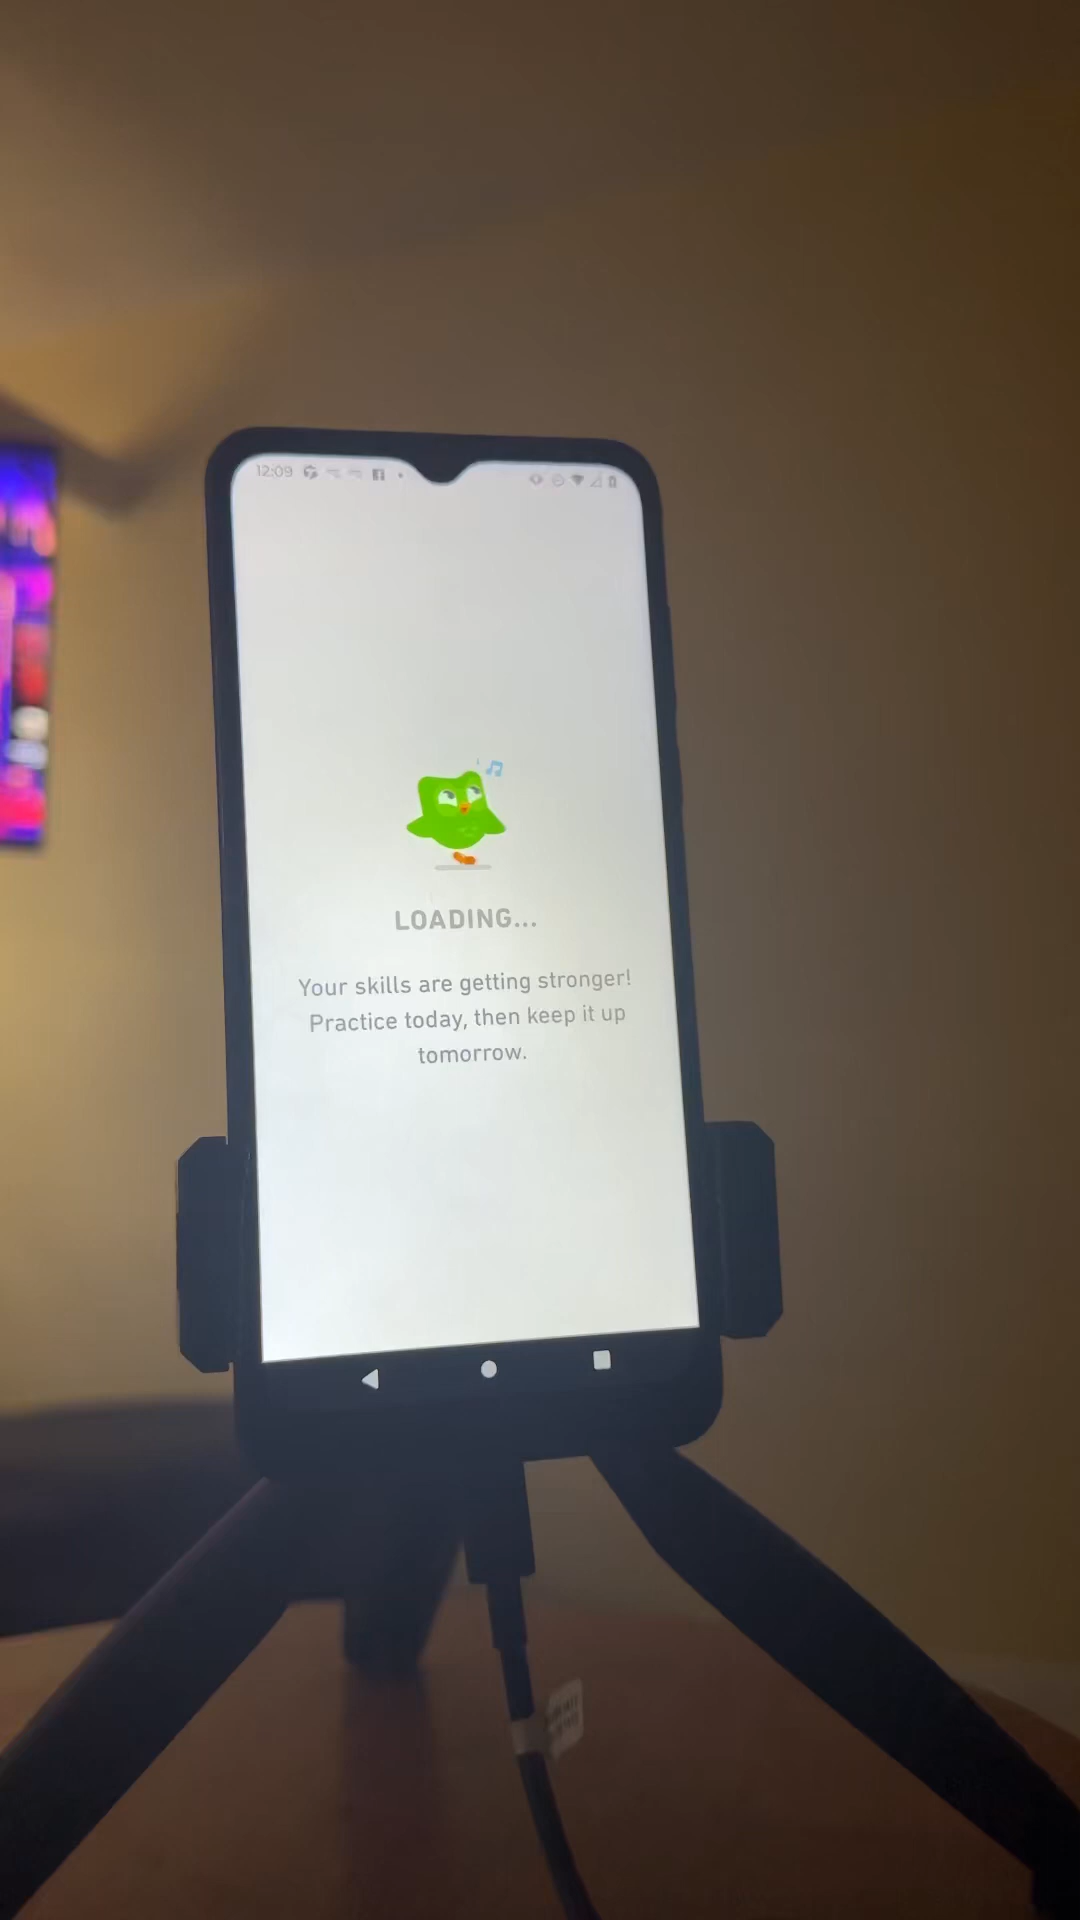 12:09
LOADING...
Your skills are getting stronger!
Practice today, then keep it up
tomorrow.